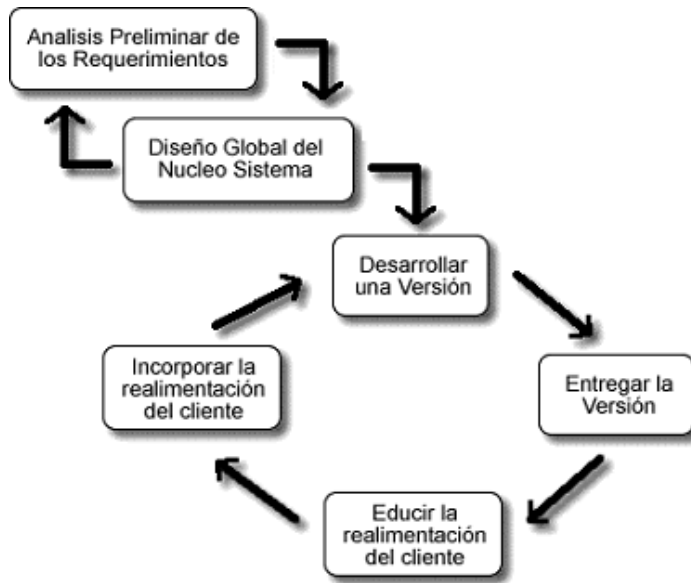 Analisis Preliminar de
los Requerimientos
Diseño Global del
Nucleo Sistema
Desarrollar
una Versión
Incorporar la
realimentación
del cliente
Entregar la
Versión
Educir la
realimentación
del cliente